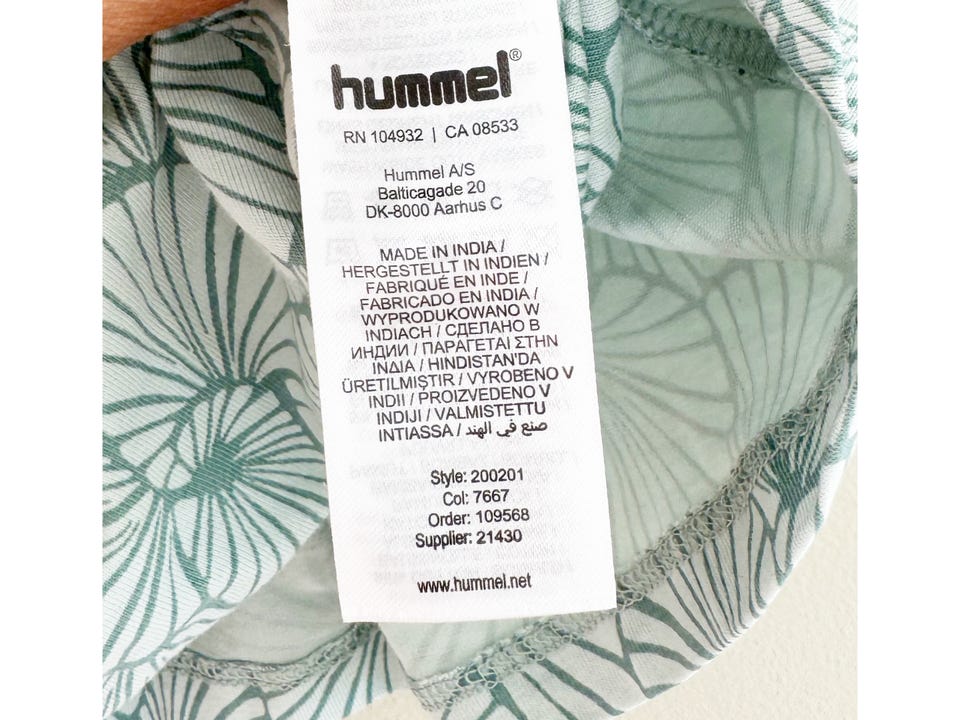 hummel®
RN 104932 | CA 08533
Hummel A/S
Balticagade 20
DK-8000 Aarhus C
MADE IN INDIA /
HERGESTELLT IN INDIEN /
FABRIQUÉ EN INDE /
FABRICADO EN INDIA /
WYPRODUKOWANO W
INDIACH / СДЕЛАНО В
ИНДИИ / ΠΑΡΑΓΕΤΑΙ ΣΤΗΝ
ΙΝΔΙΑ / HINDISTAN'DA
ÜRETILMIŞTIR / VYROBENO V
INDII / PROIZVEDENO V
INDIJI / VALMISTETTU
INTIASSA / صنع في الهند
Style: 200201
Col: 7667
Order: 109568
Supplier: 21430
www.hummel.net